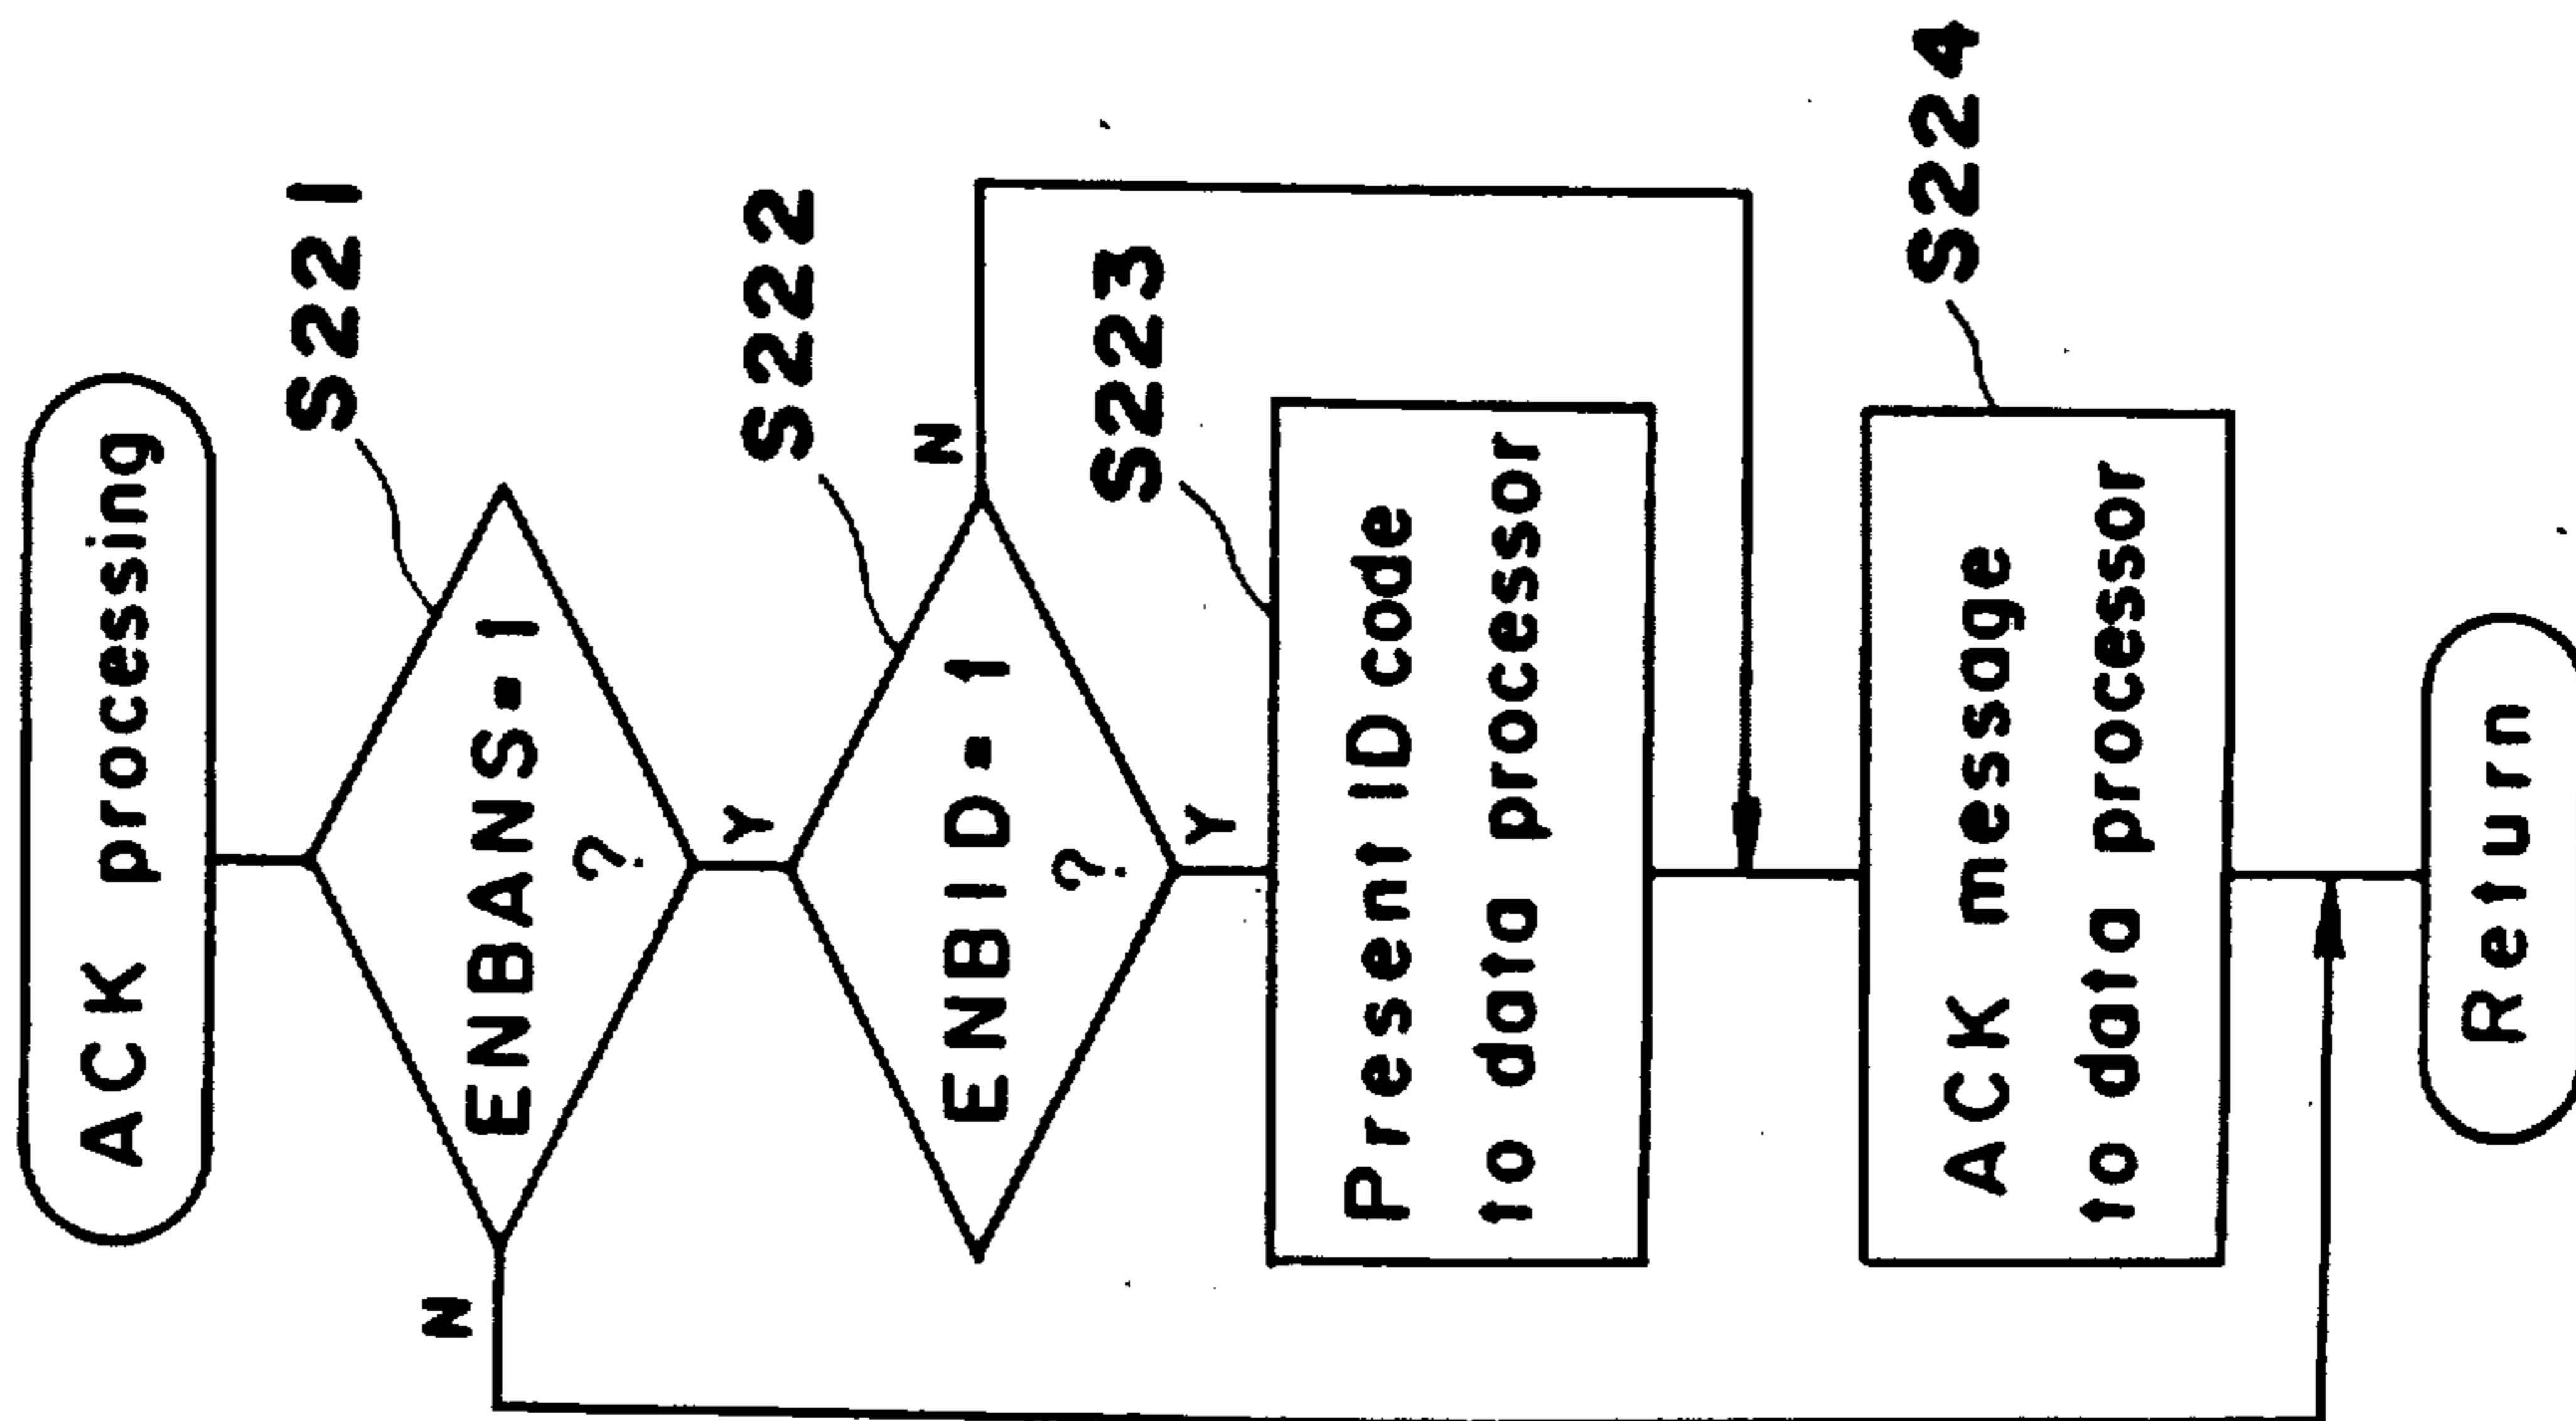 ACK processing
S221
ENBANS=1
?
N
Y
S222
ENBID=1
?
N
Y
S223
Present ID code
to data processor
S224
ACK message
to data processor
Return